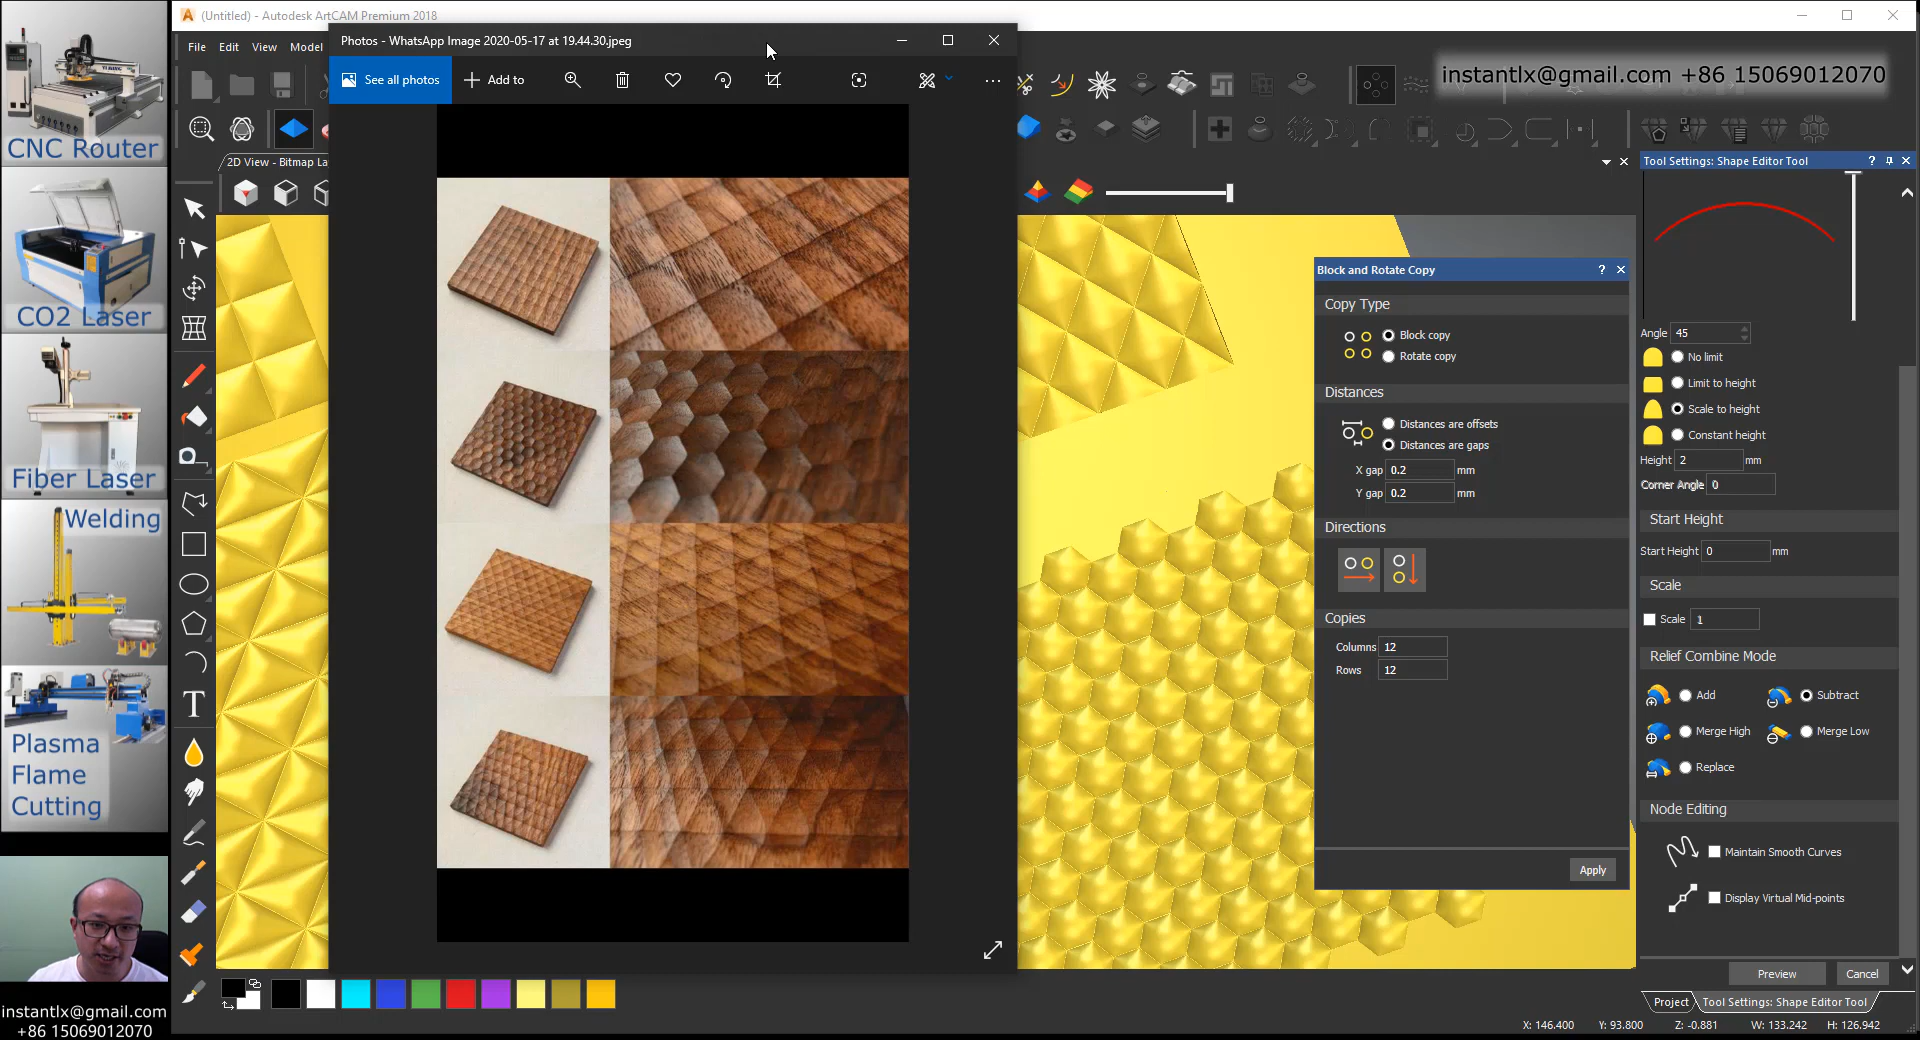 (Untitled) - Autodesk ArtCAM Premium 2018
File Edit View Model
Photos - WhatsApp Image 2020-05-17 at 19.44.30.jpeg
See all photos
Add to
instantlx@gmail.com +86 15069012070
CNC Router
CO2 Laser
Fiber Laser
Welding
Plasma
Flame
Cutting
instantlx@gmail.com
+86 15069012070
2D View - Bitmap La
T
Block and Rotate Copy
?
Copy Type
Block copy
Rotate copy
Distances
Distances are offsets
Distances are gaps
X gap 0.2 mm
Y gap 0.2 mm
Directions
Copies
Columns 12
Rows 12
Apply
Tool Settings: Shape Editor Tool
?
Angle 45
No limit
Limit to height
Scale to height
Constant height
Height 2 mm
Corner Angle 0
Start Height
Start Height 0 mm
Scale
Scale 1
Relief Combine Mode
Add Subtract
Merge High Merge Low
Replace
Node Editing
Maintain Smooth Curves
Display Virtual Mid-points
Preview Cancel
Project Tool Settings: Shape Editor Tool
X: 146.400 Y: 93.800 Z: -0.881 W: 133.242 H: 126.942